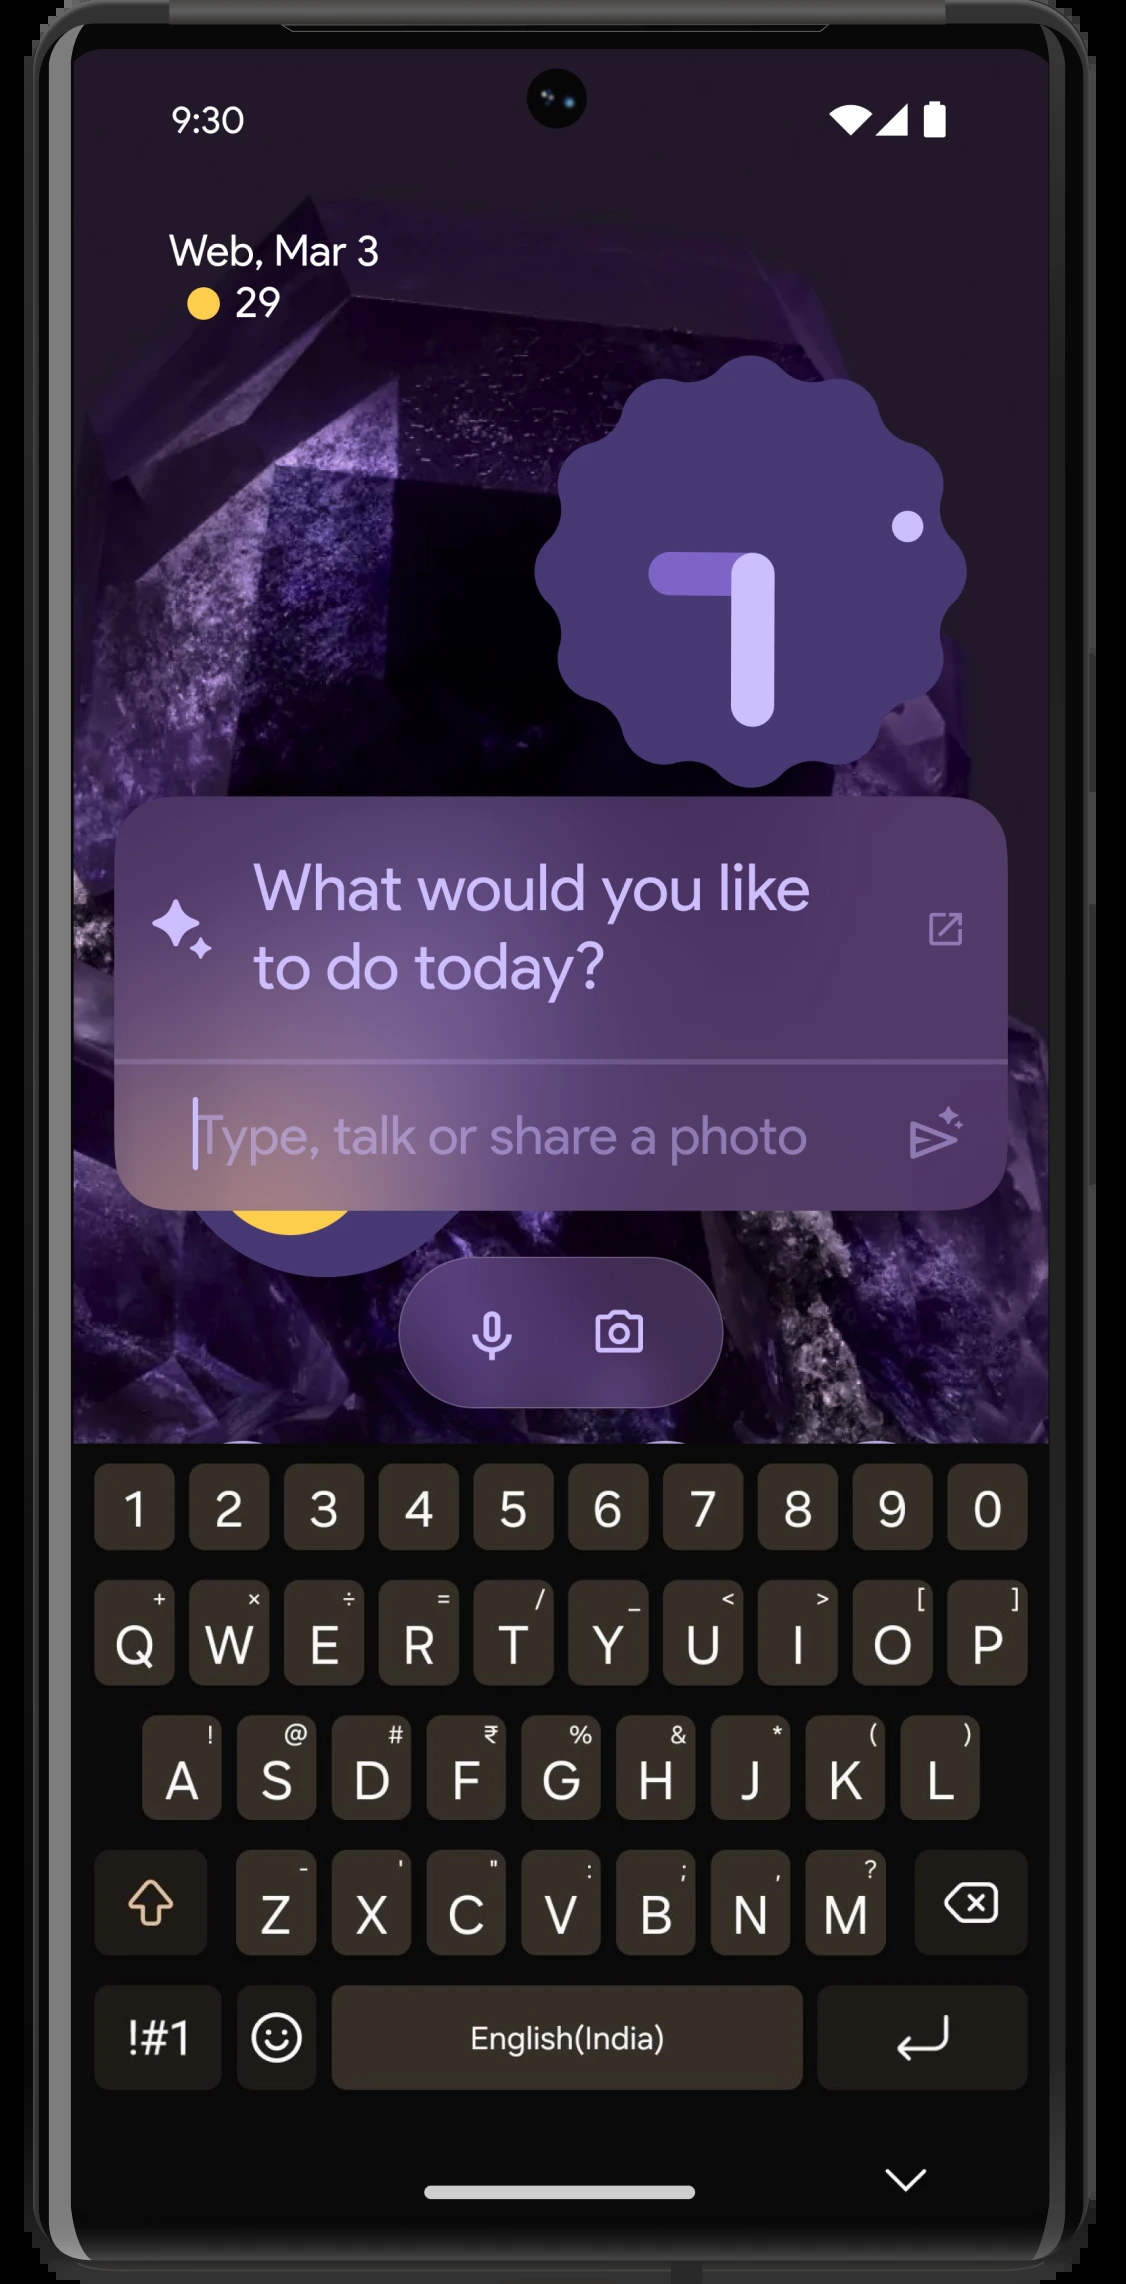 9:30
Web, Mar 3
29
What would you like
to do today?
Type, talk or share a photo
1 2 3 4 5 6 7 8 9 0
+ × ÷ = / _ < > [ ]
Q W E R T Y U I O P
! @ # ₹ % & * ( )
A S D F G H J K L
- ' " : ; , ?
Z X C V B N M
!#1 English(India)